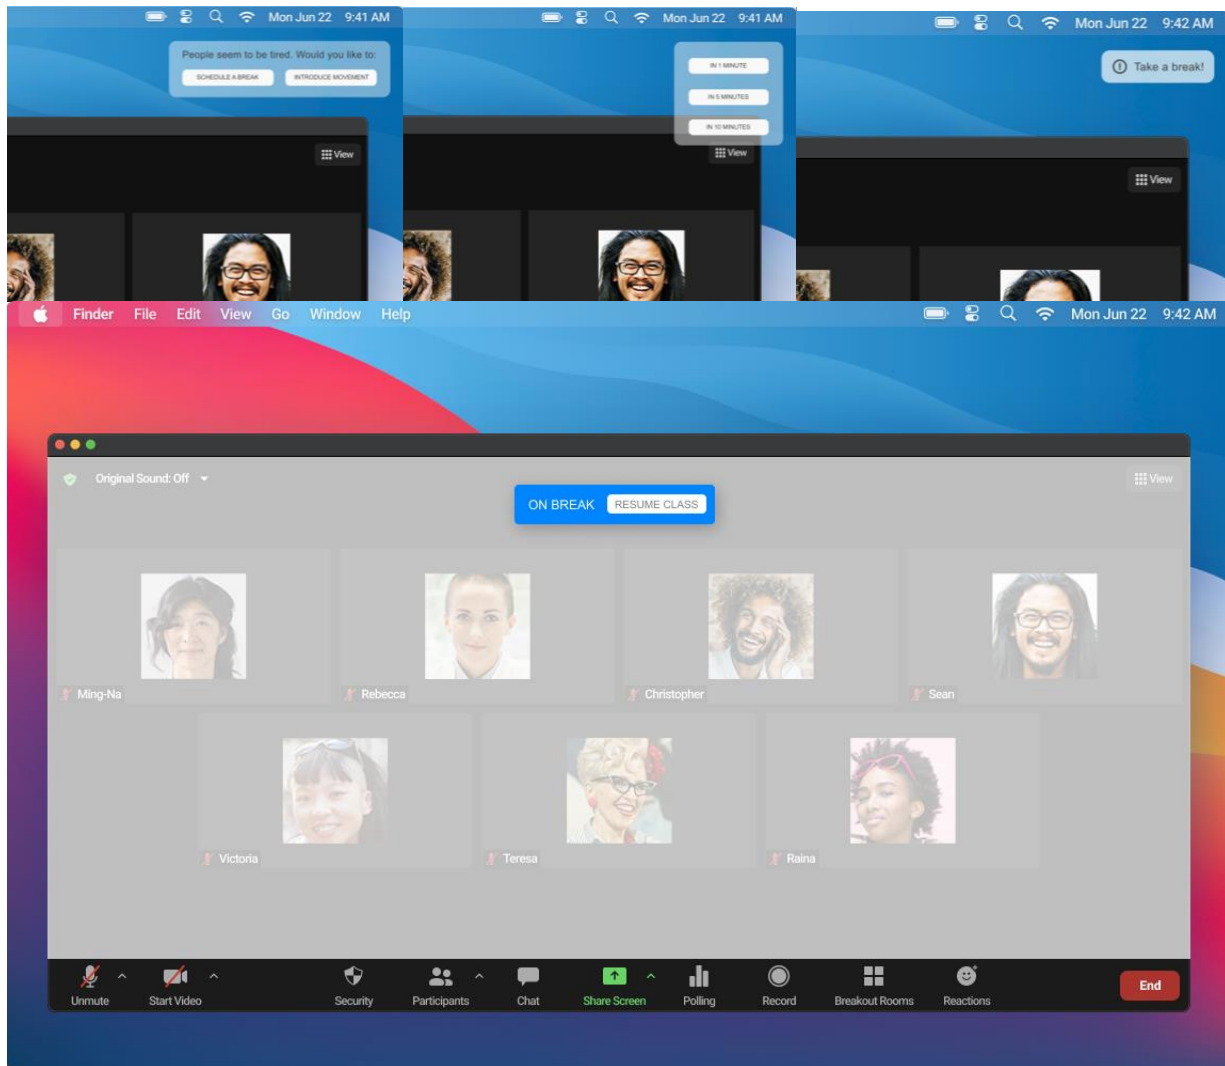 Mon Jun 22 9:41 AM
People seem to be tired. Would you like to:
SCHEDULE A BREAK INTRODUCE MOVEMENT
View
Mon Jun 22 9:41 AM
IN 1 MINUTE
IN 5 MINUTES
IN 10 MINUTES
View
Mon Jun 22 9:42 AM
Take a break!
View
Finder File Edit View Go Window Help Mon Jun 22 9:42 AM
Original Sound: Off View
ON BREAK RESUME CLASS
Ming-Na Rebecca Christopher Sean
Victoria Teresa Raina
Unmute Start Video Security Participants Chat Share Screen Polling Record Breakout Rooms Reactions End